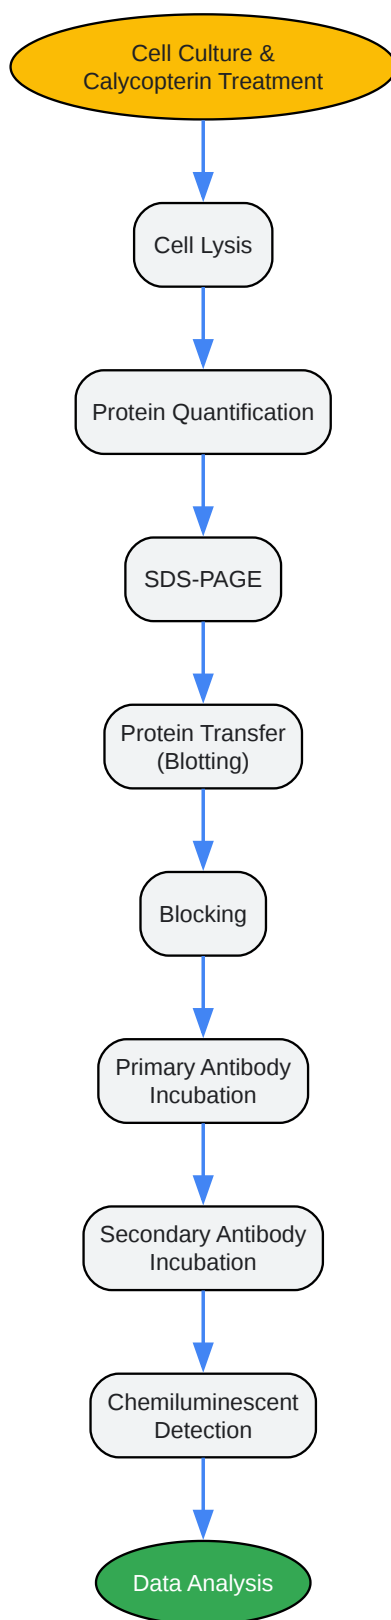 Cell Culture &
Calycopterin Treatment
Cell Lysis
Protein Quantification
SDS-PAGE
Protein Transfer
(Blotting)
Blocking
Primary Antibody
Incubation
Secondary Antibody
Incubation
Chemiluminescent
Detection
Data Analysis